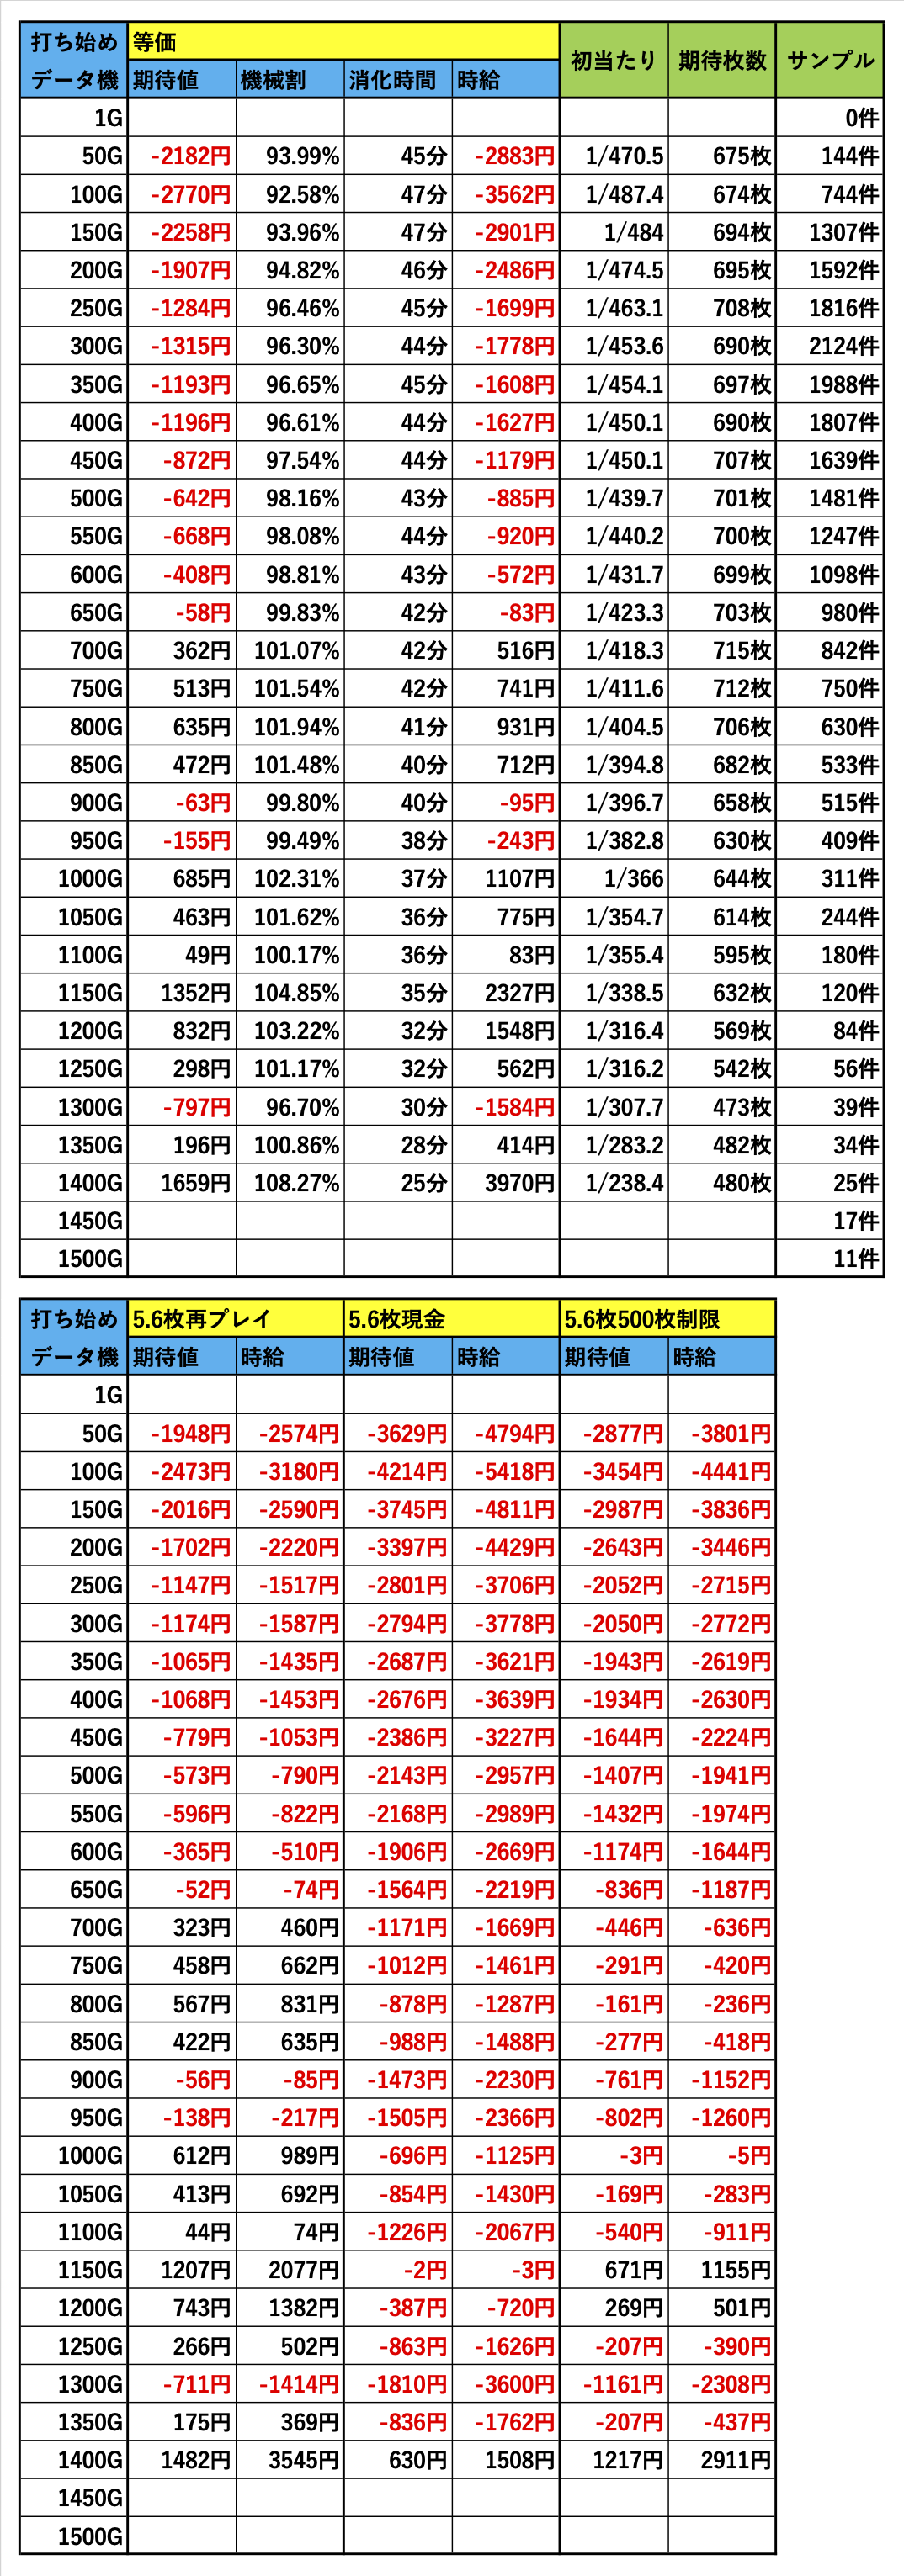 打ち始め 等価 初当たり 期待枚数 サンプル
データ機 期待値 機械割 消化時間 時給
1G 0件
50G -2182円 93.99% 45分 -2883円 1/470.5 675枚 144件
100G -2770円 92.58% 47分 -3562円 1/487.4 674枚 744件
150G -2258円 93.96% 47分 -2901円 1/484 694枚 1307件
200G -1907円 94.82% 46分 -2486円 1/474.5 695枚 1592件
250G -1284円 96.46% 45分 -1699円 1/463.1 708枚 1816件
300G -1315円 96.30% 44分 -1778円 1/453.6 690枚 2124件
350G -1193円 96.65% 45分 -1608円 1/454.1 697枚 1988件
400G -1196円 96.61% 44分 -1627円 1/450.1 690枚 1807件
450G -872円 97.54% 44分 -1179円 1/450.1 707枚 1639件
500G -642円 98.16% 43分 -885円 1/439.7 701枚 1481件
550G -668円 98.08% 44分 -920円 1/440.2 700枚 1247件
600G -408円 98.81% 43分 -572円 1/431.7 699枚 1098件
650G -58円 99.83% 42分 -83円 1/423.3 703枚 980件
700G 362円 101.07% 42分 516円 1/418.3 715枚 842件
750G 513円 101.54% 42分 741円 1/411.6 712枚 750件
800G 635円 101.94% 41分 931円 1/404.5 706枚 630件
850G 472円 101.48% 40分 712円 1/394.8 682枚 533件
900G -63円 99.80% 40分 -95円 1/396.7 658枚 515件
950G -155円 99.49% 38分 -243円 1/382.8 630枚 409件
1000G 685円 102.31% 37分 1107円 1/366 644枚 311件
1050G 463円 101.62% 36分 775円 1/354.7 614枚 244件
1100G 49円 100.17% 36分 83円 1/355.4 595枚 180件
1150G 1352円 104.85% 35分 2327円 1/338.5 632枚 120件
1200G 832円 103.22% 32分 1548円 1/316.4 569枚 84件
1250G 298円 101.17% 32分 562円 1/316.2 542枚 56件
1300G -797円 96.70% 30分 -1584円 1/307.7 473枚 39件
1350G 196円 100.86% 28分 414円 1/283.2 482枚 34件
1400G 1659円 108.27% 25分 3970円 1/238.4 480枚 25件
1450G 17件
1500G 11件
打ち始め 5.6枚再プレイ 5.6枚現金 5.6枚500枚制限
データ機 期待値 時給 期待値 時給 期待値 時給
1G
50G -1948円 -2574円 -3629円 -4794円 -2877円 -3801円
100G -2473円 -3180円 -4214円 -5418円 -3454円 -4441円
150G -2016円 -2590円 -3745円 -4811円 -2987円 -3836円
200G -1702円 -2220円 -3397円 -4429円 -2643円 -3446円
250G -1147円 -1517円 -2801円 -3706円 -2052円 -2715円
300G -1174円 -1587円 -2794円 -3778円 -2050円 -2772円
350G -1065円 -1435円 -2687円 -3621円 -1943円 -2619円
400G -1068円 -1453円 -2676円 -3639円 -1934円 -2630円
450G -779円 -1053円 -2386円 -3227円 -1644円 -2224円
500G -573円 -790円 -2143円 -2957円 -1407円 -1941円
550G -596円 -822円 -2168円 -2989円 -1432円 -1974円
600G -365円 -510円 -1906円 -2669円 -1174円 -1644円
650G -52円 -74円 -1564円 -2219円 -836円 -1187円
700G 323円 460円 -1171円 -1669円 -446円 -636円
750G 458円 662円 -1012円 -1461円 -291円 -420円
800G 567円 831円 -878円 -1287円 -161円 -236円
850G 422円 635円 -988円 -1488円 -277円 -418円
900G -56円 -85円 -1473円 -2230円 -761円 -1152円
950G -138円 -217円 -1505円 -2366円 -802円 -1260円
1000G 612円 989円 -696円 -1125円 -3円 -5円
1050G 413円 692円 -854円 -1430円 -169円 -283円
1100G 44円 74円 -1226円 -2067円 -540円 -911円
1150G 1207円 2077円 -2円 -3円 671円 1155円
1200G 743円 1382円 -387円 -720円 269円 501円
1250G 266円 502円 -863円 -1626円 -207円 -390円
1300G -711円 -1414円 -1810円 -3600円 -1161円 -2308円
1350G 175円 369円 -836円 -1762円 -207円 -437円
1400G 1482円 3545円 630円 1508円 1217円 2911円
1450G
1500G